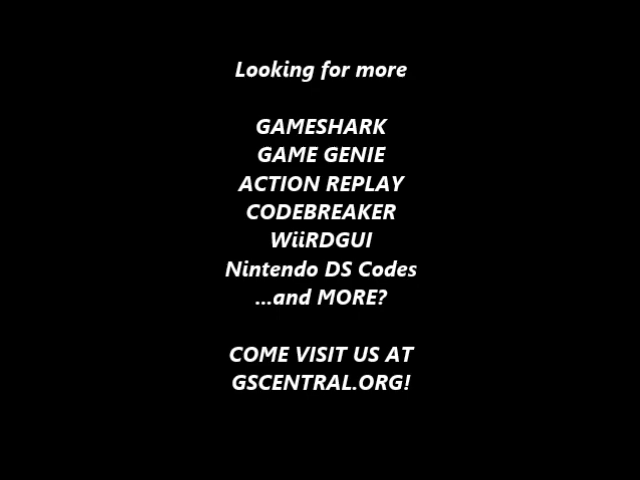 Looking for more
GAMESHARK
GAME GENIE
ACTION REPLAY
CODEBREAKER
WiiRDGUI
Nintendo DS Codes
...and MORE?
COME VISIT US AT
GSCENTRAL.ORG!